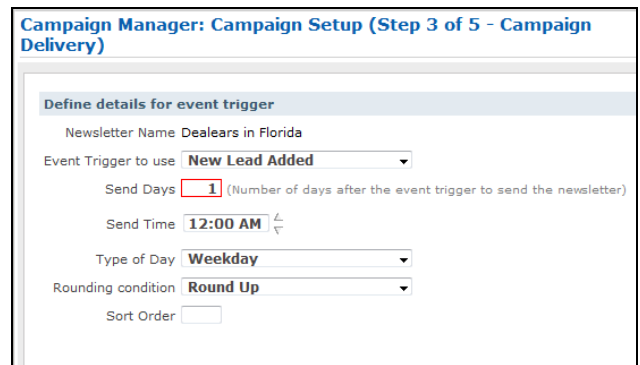 Campaign Manager: Campaign Setup (Step 3 of 5 - Campaign
Delivery)
Define details for event trigger
Newsletter Name Dealears in Florida
Event Trigger to use New Lead Added
Send Days 1 (Number of days after the event trigger to send the newsletter)
Send Time 12:00 AM
Type of Day Weekday
Rounding condition Round Up
Sort Order